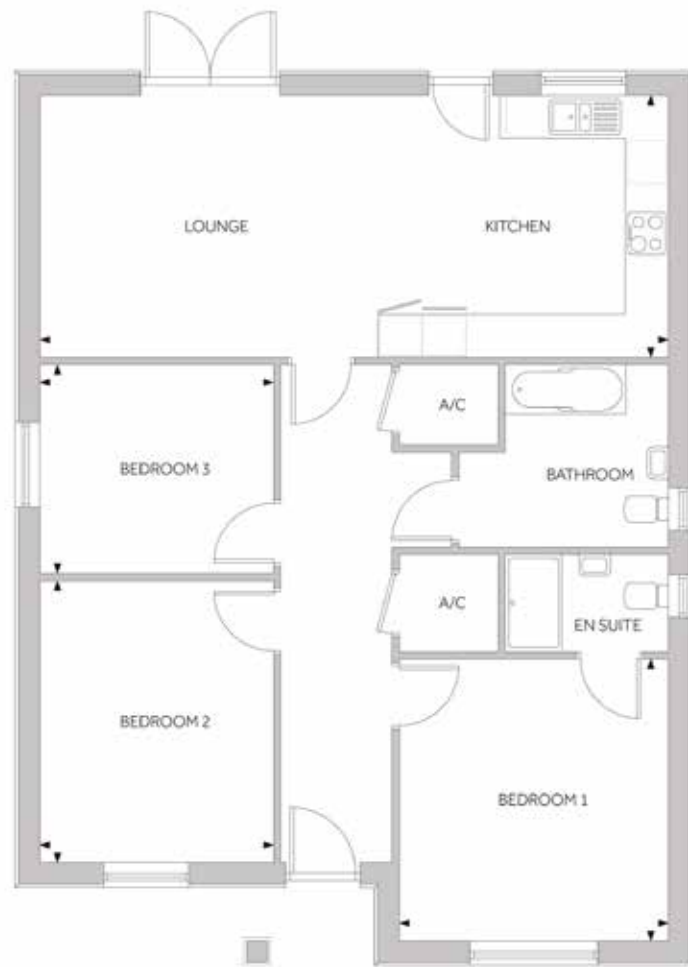 LOUNGE
KITCHEN
A/C
BEDROOM 3
BATHROOM
A/C
EN SUITE
BEDROOM 2
BEDROOM 1